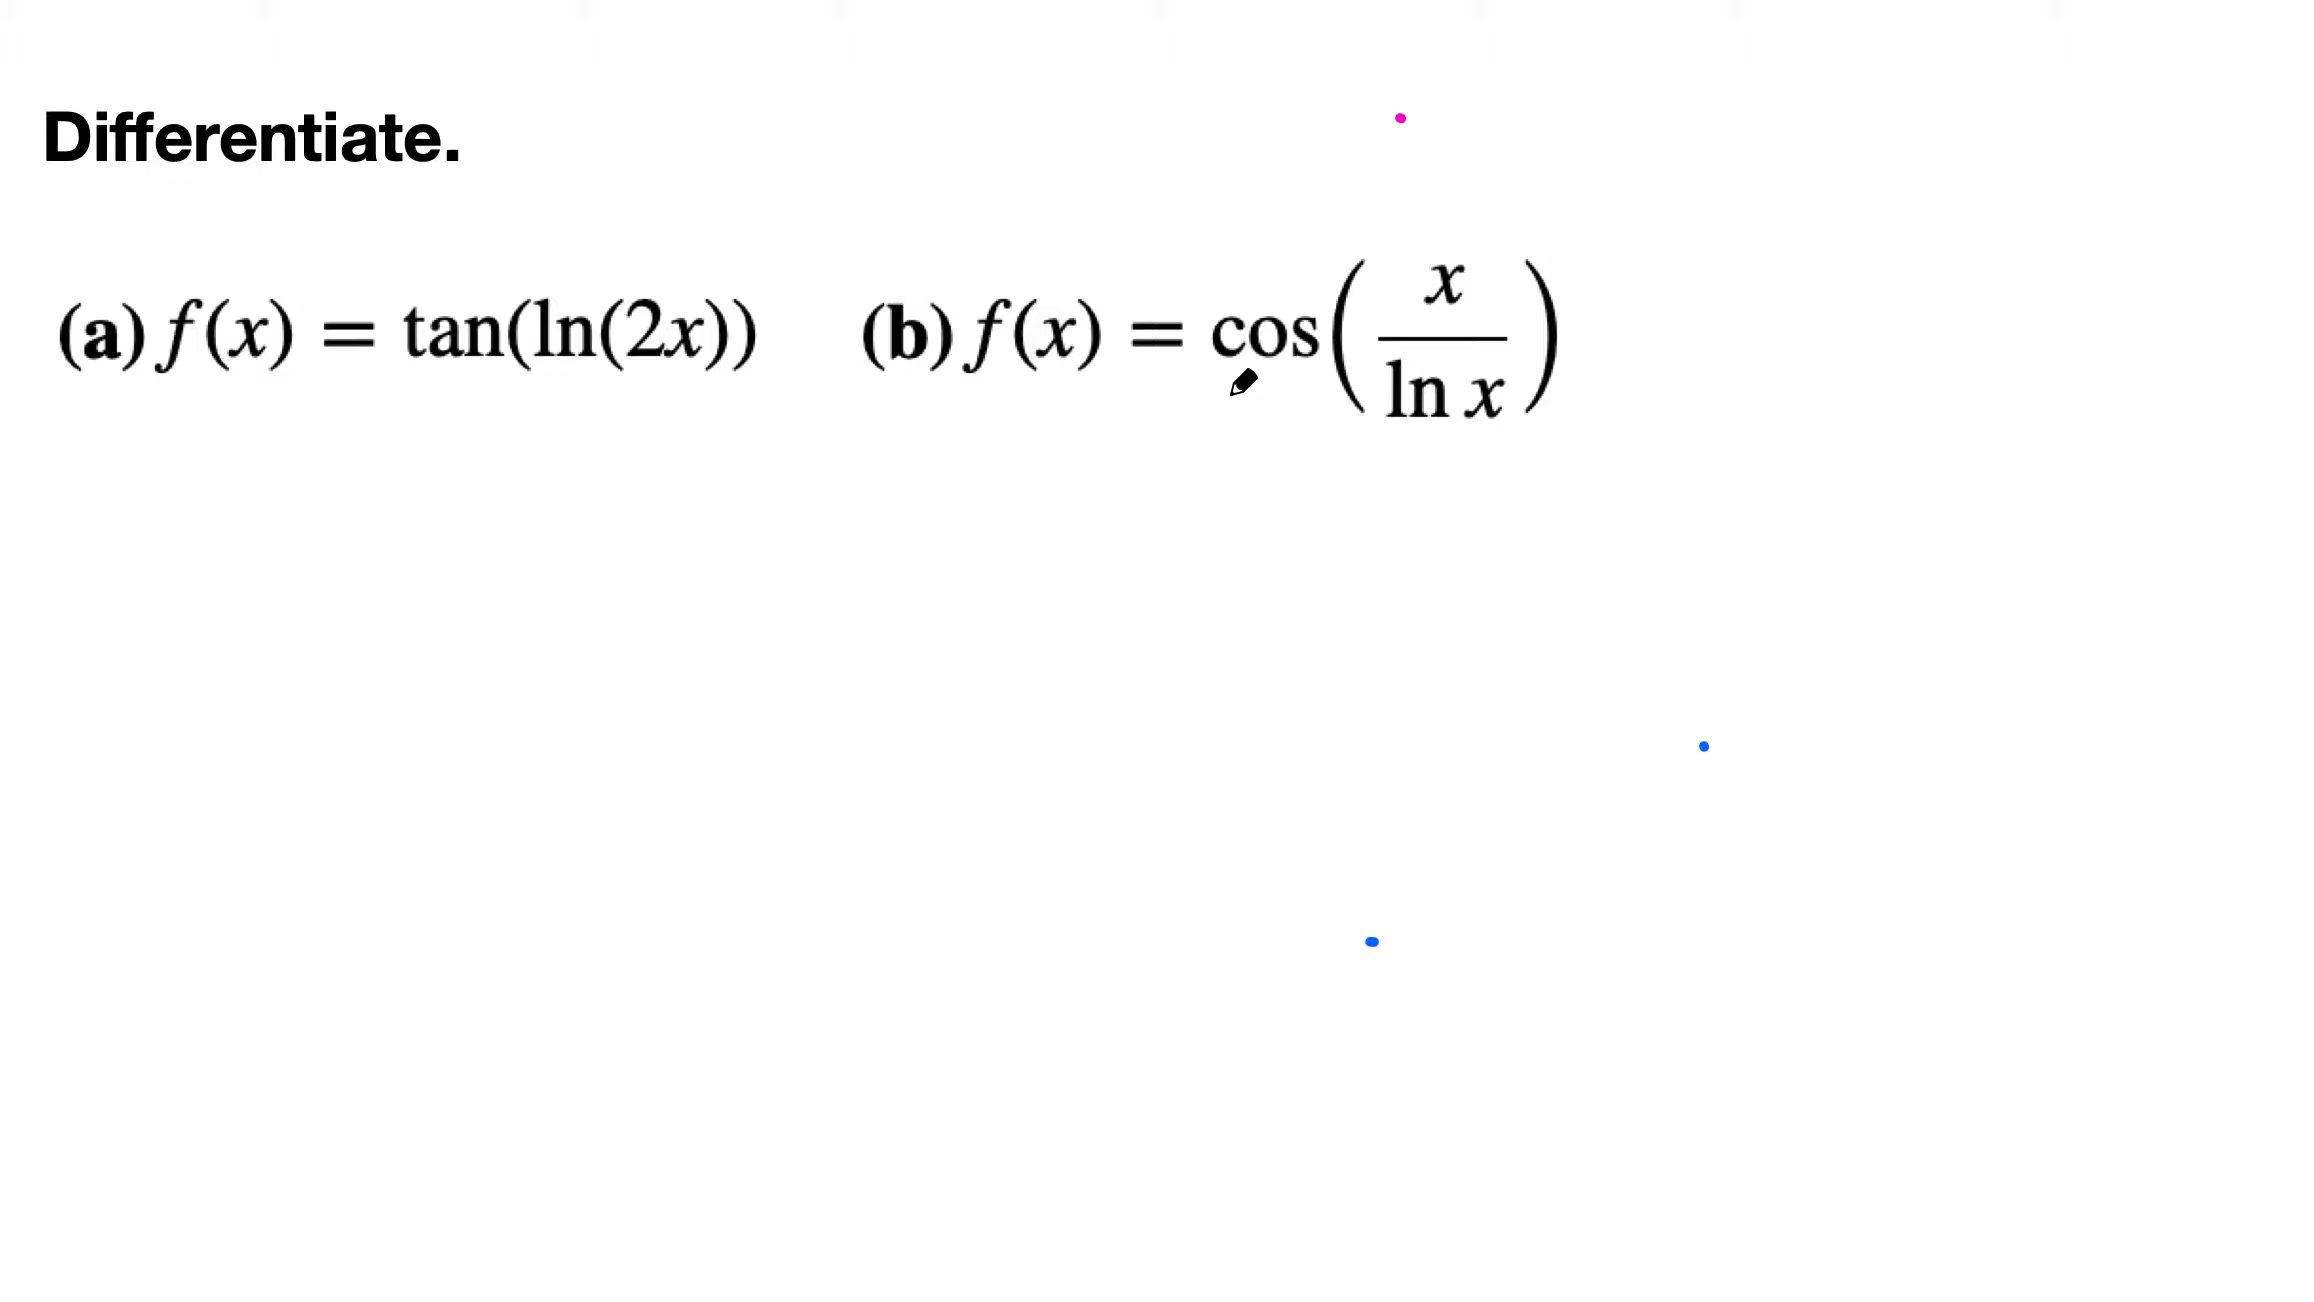 Differentiate.
(a) f(x) = tan(ln(2x)) (b) f(x) = cos(x/ln x)